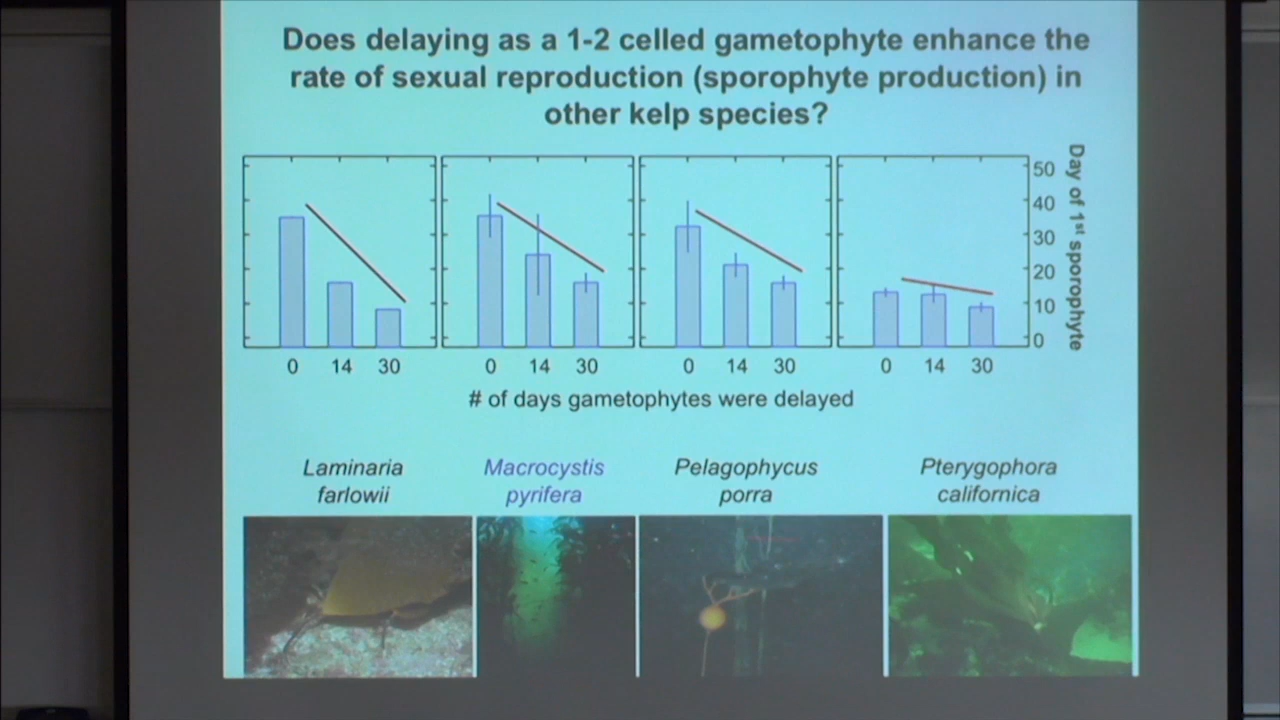 Does delaying as a 1-2 celled gametophyte enhance the
rate of sexual reproduction (sporophyte production) in
other kelp species?
50
40
30
20
10
0
Day of 1st sporophyte
0 14 30 0 14 30 0 14 30 0 14 30
# of days gametophytes were delayed
Laminaria
farlowii
Macrocystis
pyrifera
Pelagophycus
porra
Pterygophora
californica